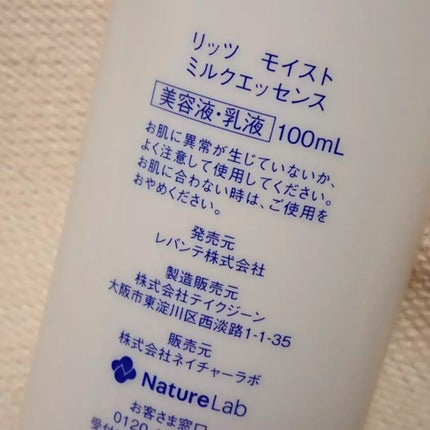 リッツ モイスト
ミルクエッセンス
美容液・乳液 100mL
お肌に異常が生じていないか、
よく注意して使用してください。
お肌に合わない時は、ご使用を
おやめください。
発売元
レバンテ株式会社
製造販売元
株式会社テイクジーン
大阪市東淀川区西淡路1-1-35
販売元
株式会社ネイチャーラボ
NatureLab
お客さま窓口
0120
受付